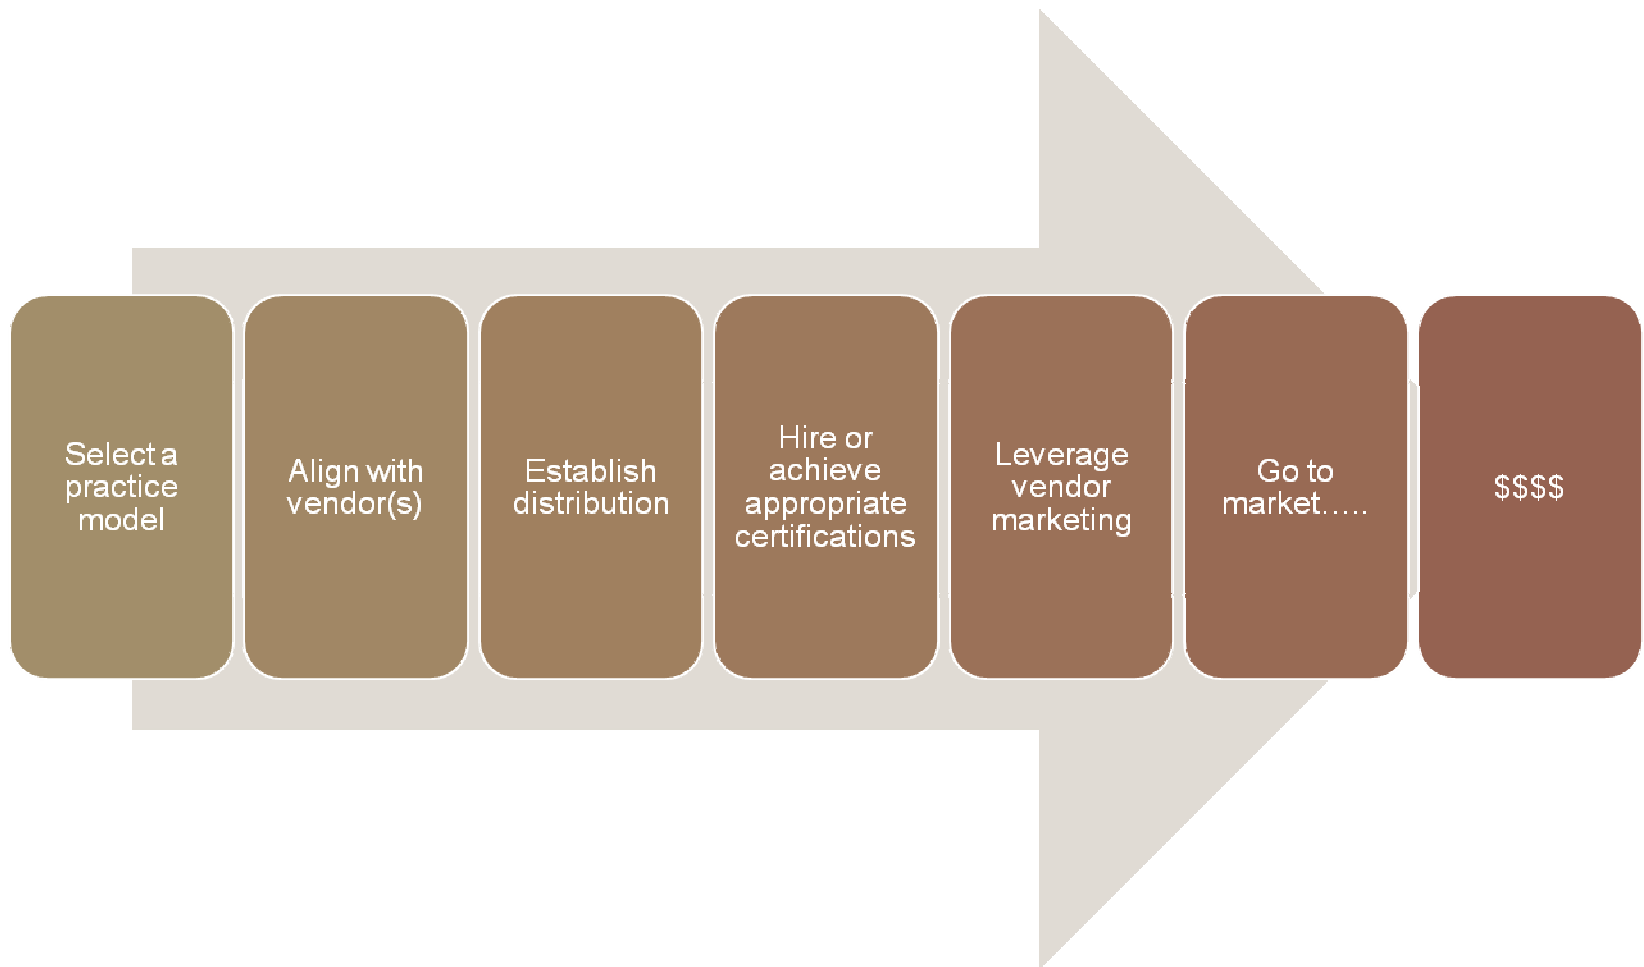 Select a
practice
model
Align with
vendor(s)
Establish
distribution
Hire or
achieve
appropriate
certifications
Leverage
vendor
marketing
Go to
market…..
$$$$